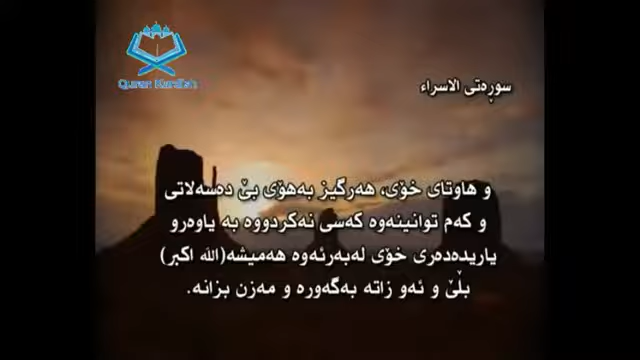 Quran Kurdish
سورەتی الاسراء
و هاوتای خۆی، هەرگیز بەهۆی بێ دەسەلاتی
و کەم توانینەوە کەسی نەکردووە بە یاوەرو
یاریدەدەری خۆی لەبەرئەوە هەمیشە(الله اکبر)
بڵێ و ئەو زاتە بەگەورە و مەزن بزانە.